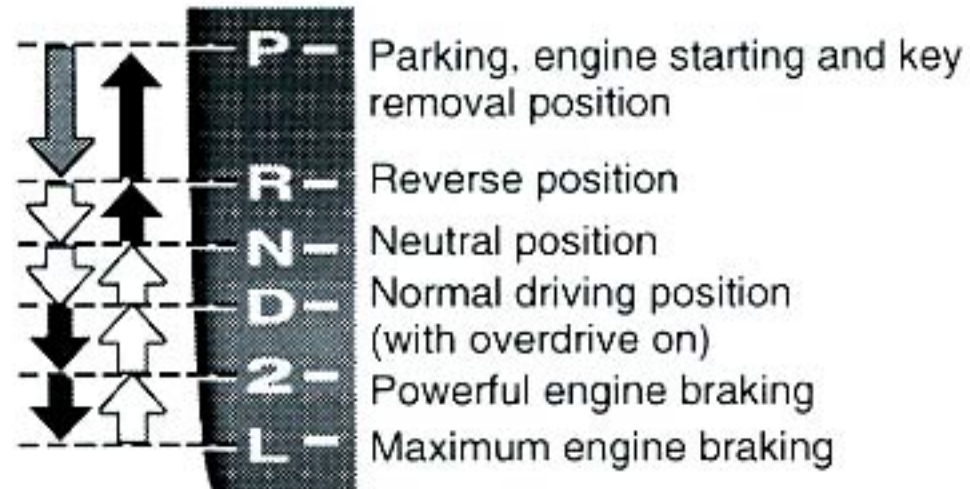 P – Parking, engine starting and key
removal position
R – Reverse position
N – Neutral position
D – Normal driving position
(with overdrive on)
2 – Powerful engine braking
L – Maximum engine braking